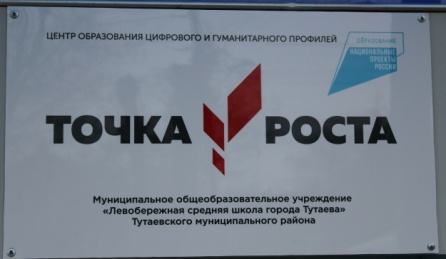 ЦЕНТР ОБРАЗОВАНИЯ ЦИФРОВОГО И ГУМАНИТАРНОГО ПРОФИЛЕЙ
ОБРАЗОВАНИЕ
НАЦИОНАЛЬНЫЕ
ПРОЕКТЫ
РОССИИ
ТОЧКА РОСТА
Муниципальное общеобразовательное учреждение
«Левобережная средняя школа города Тутаева»
Тутаевского муниципального района